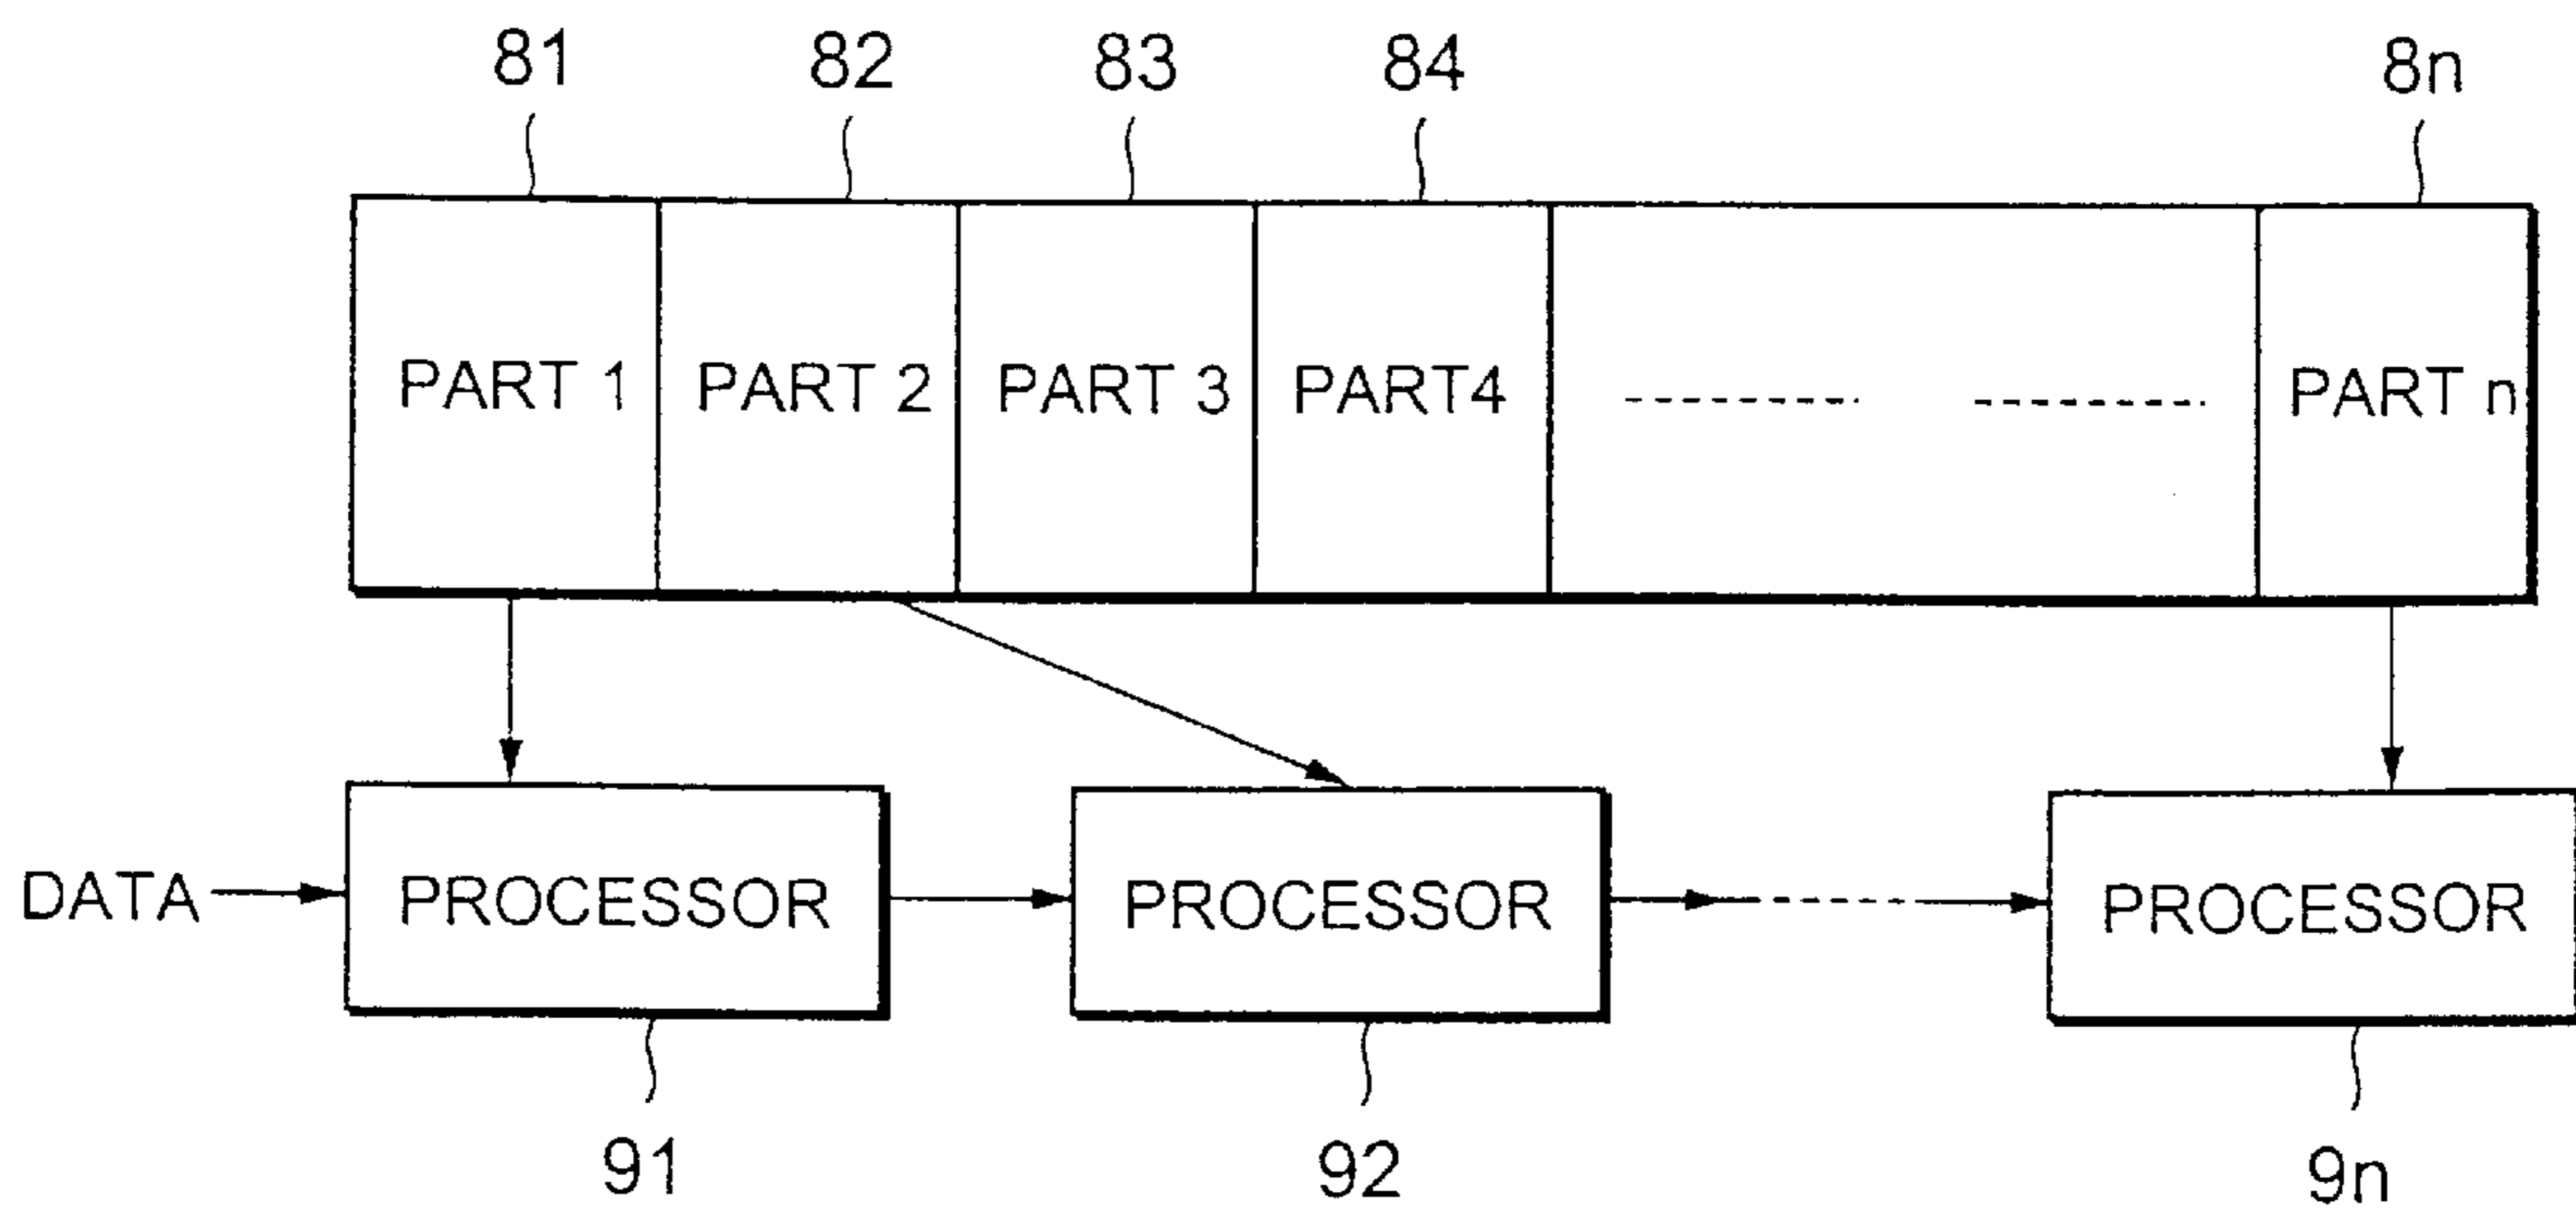 81 82 83 84 8n
PART 1 PART 2 PART 3 PART4 PART n
DATA PROCESSOR PROCESSOR PROCESSOR
91 92 9n